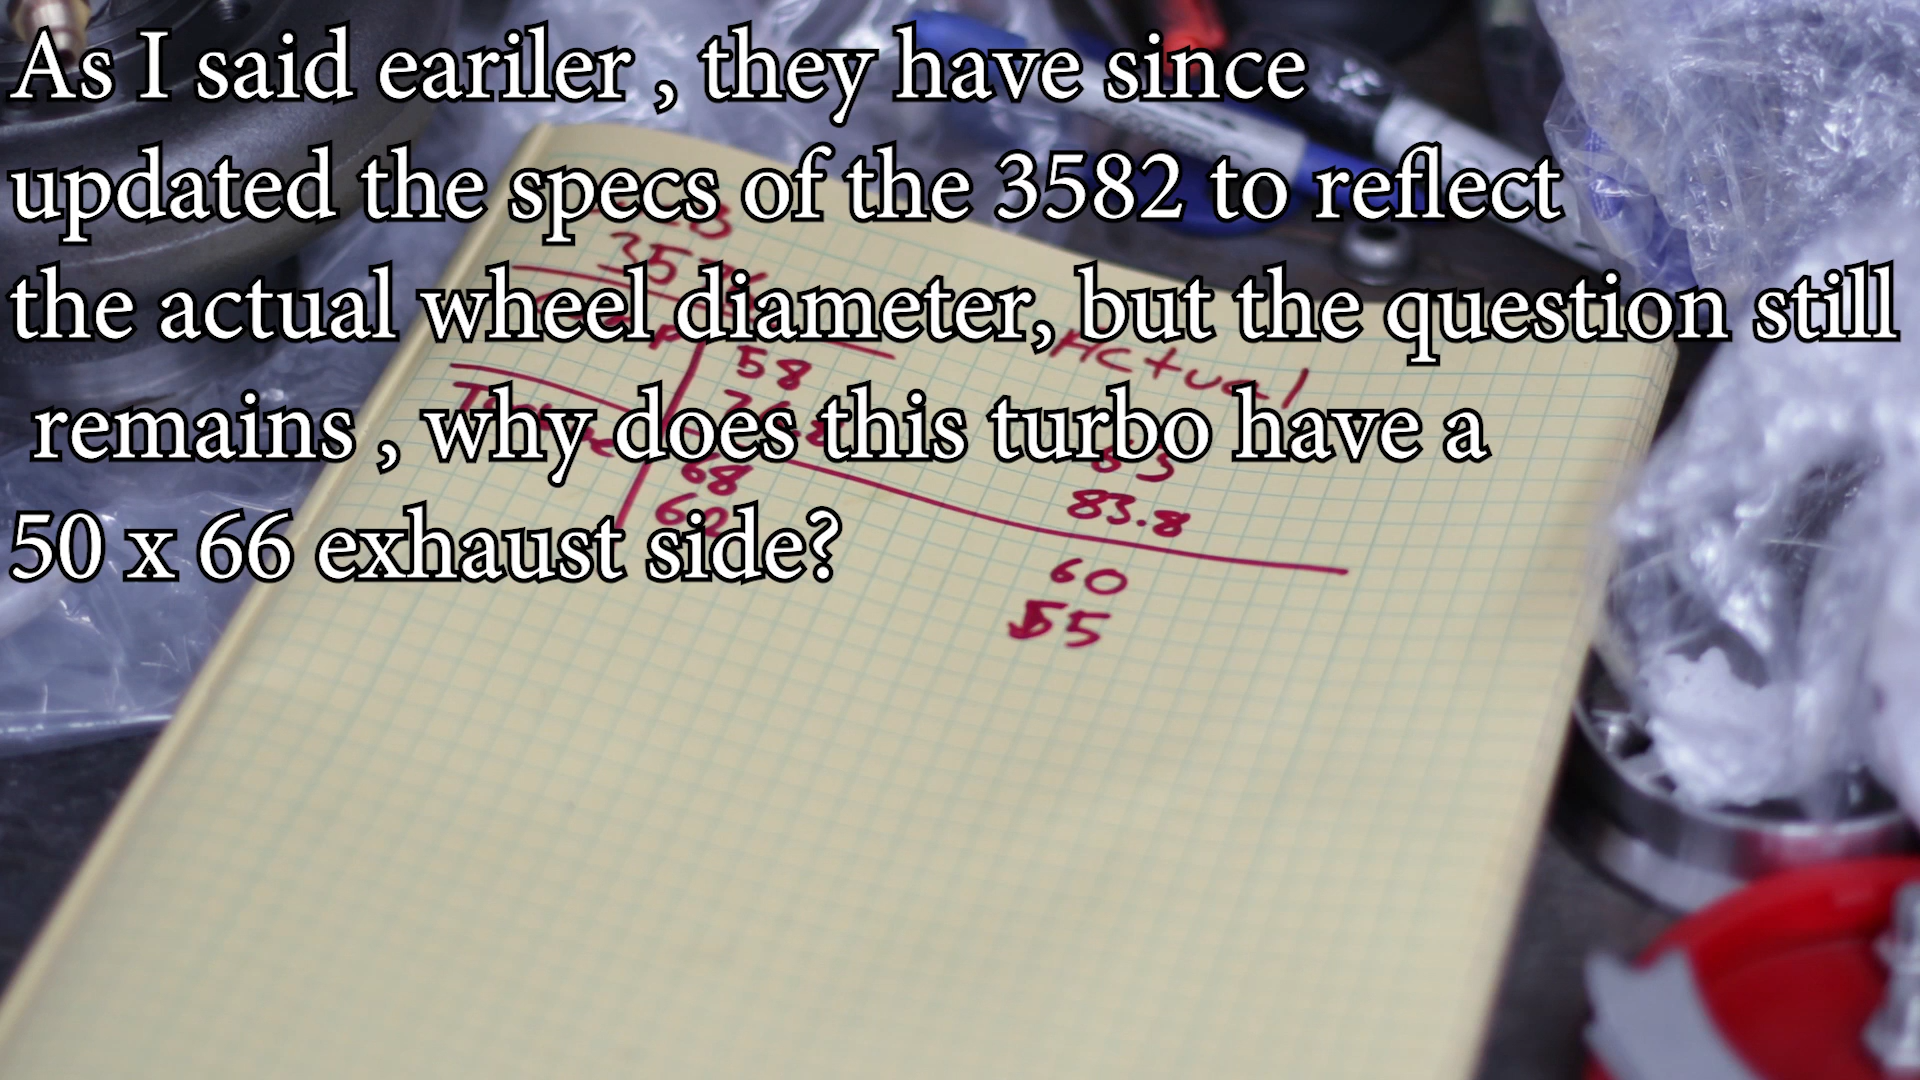 As I said eariler , they have since
updated the specs of the 3582 to reflect
the actual wheel diameter, but the question still
remains , why does this turbo have a
50 x 66 exhaust side?
Actual
58
68
62
83.8
60
55